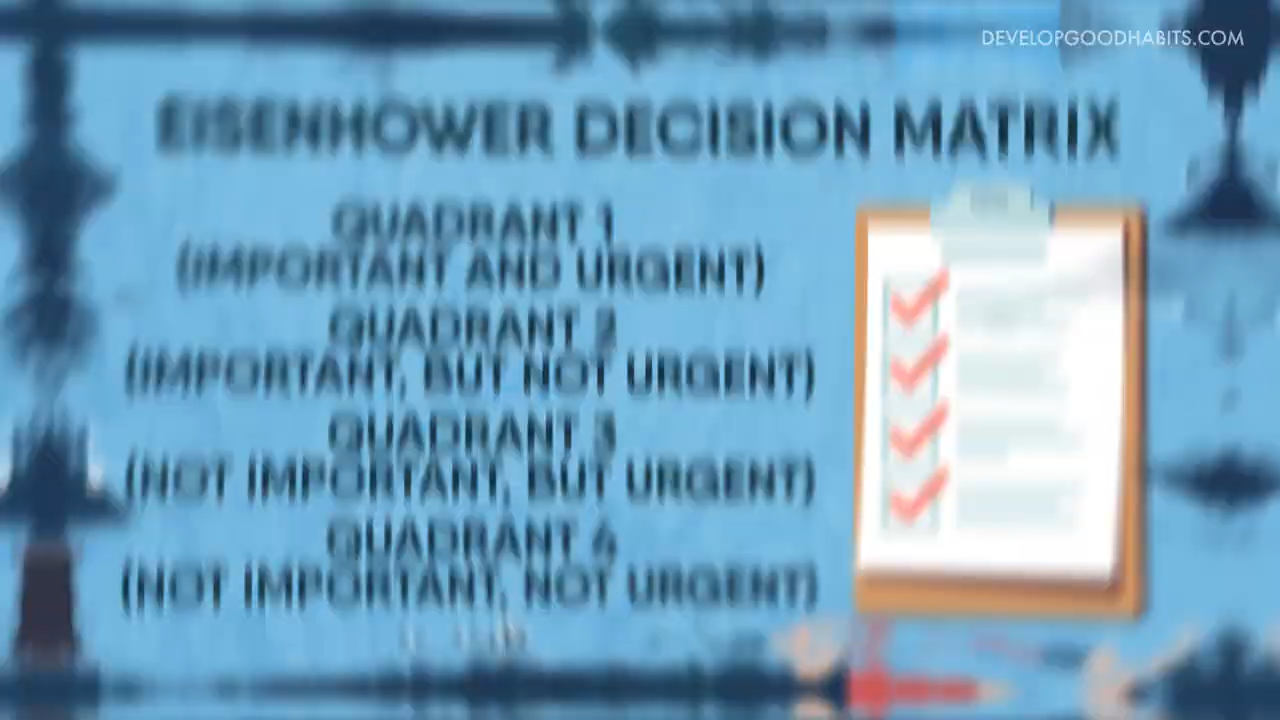 DEVELOPGOODHABITS.COM
EISENHOWER DECISION MATRIX
QUADRANT 1
(IMPORTANT AND URGENT)
QUADRANT 2
(IMPORTANT, BUT NOT URGENT)
QUADRANT 3
(NOT IMPORTANT, BUT URGENT)
QUADRANT
(NOT IMPORTANT, NOT URGENT)